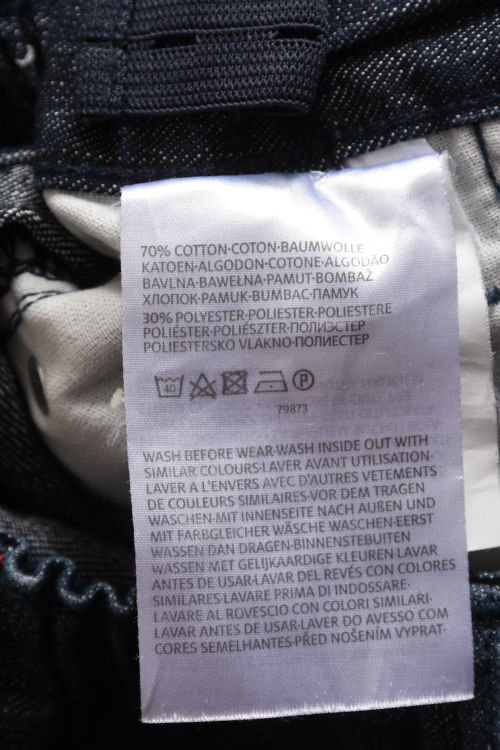 70% COTTON·COTON·BAUMWOLLE
KATOEN·ALGODON·COTONE·ALGODÃO
BAVLNA·BAWEŁNA·PAMUT·BOMBAŽ
ХЛОПОК·PAMUK·BUMBAC·ПАМУК
30% POLYESTER·POLIESTER·POLIESTERE
POLIÉSTER·POLIÉSZTER·ПОЛИЭСТЕР
POLIESTERSKO VLAKNO·ПОЛИЕСТЕР
40 P
79873
WASH BEFORE WEAR·WASH INSIDE OUT WITH
SIMILAR COLOURS·LAVER AVANT UTILISATION·
LAVER A L'ENVERS AVEC D'AUTRES VETEMENTS
DE COULEURS SIMILAIRES·VOR DEM TRAGEN
WASCHEN·MIT INNENSEITE NACH AUßEN UND
MIT FARBGLEICHER WÄSCHE WASCHEN·EERST
WASSEN DAN DRAGEN·BINNENSTEBUITEN
WASSEN MET GELIJKAARDIGE KLEUREN·LAVAR
ANTES DE USAR·LAVAR DEL REVÉS CON COLORES
SIMILARES·LAVARE PRIMA DI INDOSSARE·
LAVARE AL ROVESCIO CON COLORI SIMILARI·
LAVAR ANTES DE USAR·LAVAR DO AVESSO COM
CORES SEMELHANTES·PŘED NOŠENÍM VYPRAT·